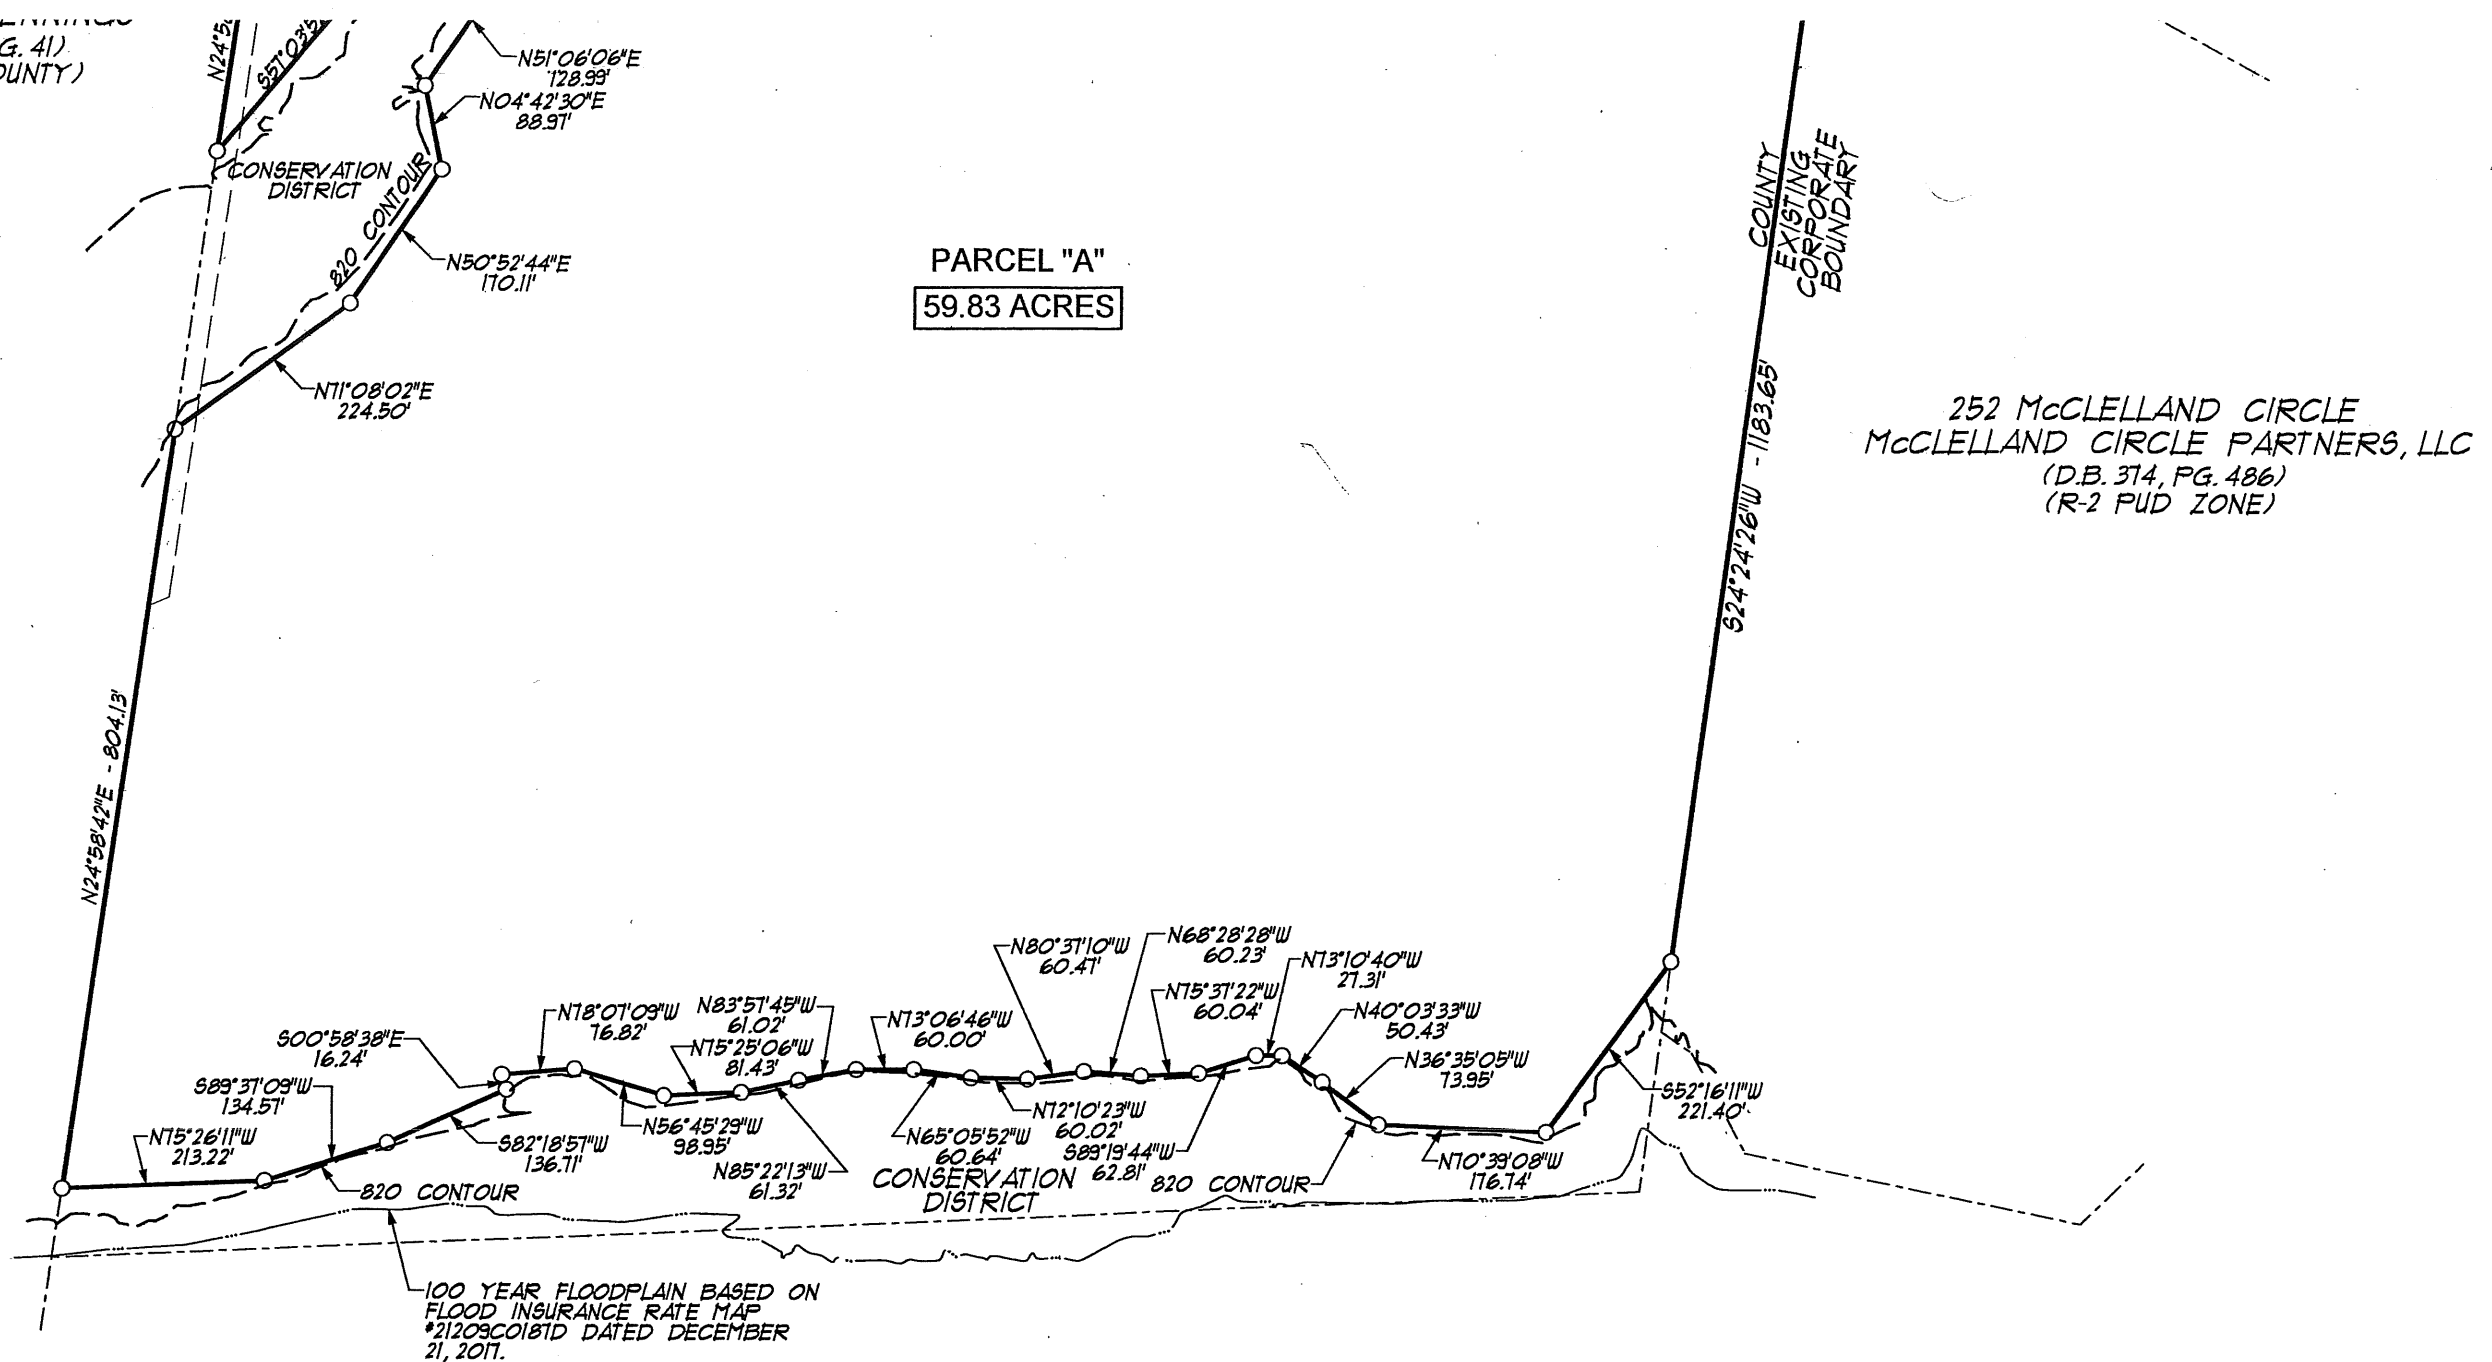 G. 41)
OUNTY)
N24°5
S57°03'5
N51°06'06"E
128.99'
N04°42'30"E
88.97'
CONSERVATION
DISTRICT
820 CONTOUR
N50°52'44"E
170.11'
N71°08'02"E
224.50'
PARCEL "A"
59.83 ACRES
COUNTY
EXISTING
CORPORATE
BOUNDARY
S24°24'26"W - 1183.65'
252 McCLELLAND CIRCLE
McCLELLAND CIRCLE PARTNERS, LLC
(D.B. 374, PG. 486)
(R-2 PUD ZONE)
N24°58'42"E - 804.13'
N75°26'11"W
213.22'
S89°37'09"W
134.57'
S00°58'38"E
16.24'
N78°07'09"W
76.82'
S82°18'57"W
136.71'
820 CONTOUR
N56°45'29"W
98.95'
N75°25'06"W
81.43'
N83°57'45"W
61.02'
N85°22'13"W
61.32'
N73°06'46"W
60.00'
N65°05'52"W
60.64'
N80°37'10"W
60.47'
N72°10'23"W
60.02'
N68°28'28"W
60.23'
N75°37'22"W
60.04'
S89°19'44"W
62.81'
N73°10'40"W
27.31'
N40°03'33"W
50.43'
N36°35'05"W
73.95'
CONSERVATION
DISTRICT
820 CONTOUR
N70°39'08"W
176.74'
S52°16'11"W
221.40'
100 YEAR FLOODPLAIN BASED ON
FLOOD INSURANCE RATE MAP
#21209C0187D DATED DECEMBER
21, 2017.